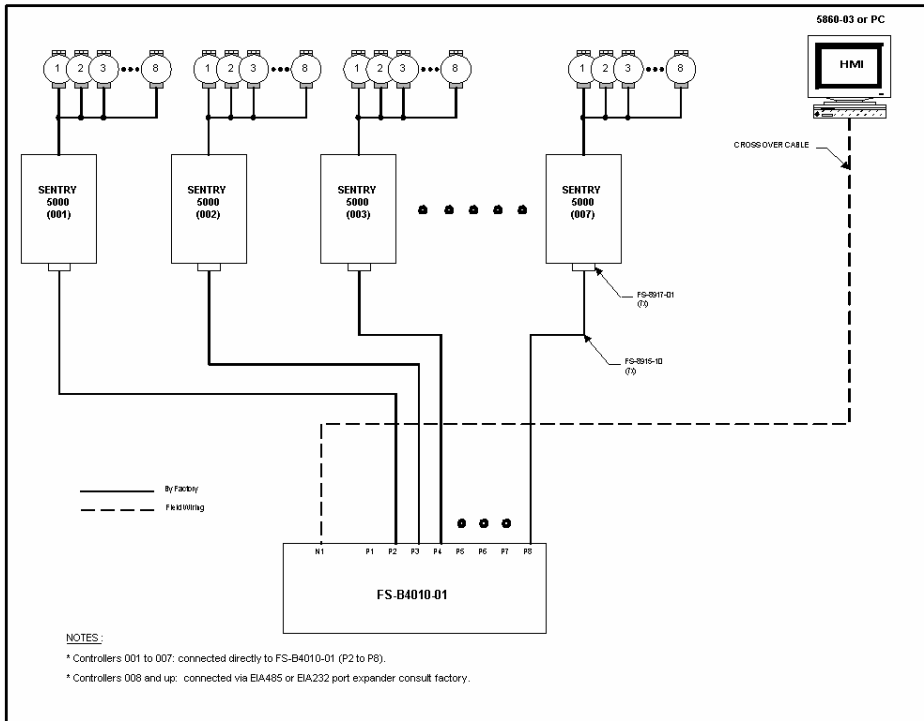 5860-03 or PC
HMI
CROSSOVER CABLE
1 2 3 8
1 2 3 8
1 2 3 8
1 2 3 8
SENTRY
5000
(001)
SENTRY
5000
(002)
SENTRY
5000
(003)
SENTRY
5000
(007)
FS-8917-01
(7X)
FS-8915-10
(7X)
By Factory
Field Wiring
N1 P1 P2 P3 P4 P5 P6 P7 P8
FS-B4010-01
NOTES :
* Controllers 001 to 007: connected directly to FS-B4010-01 (P2 to P8).
* Controllers 008 and up: connected via EIA485 or EIA232 port expander consult factory.